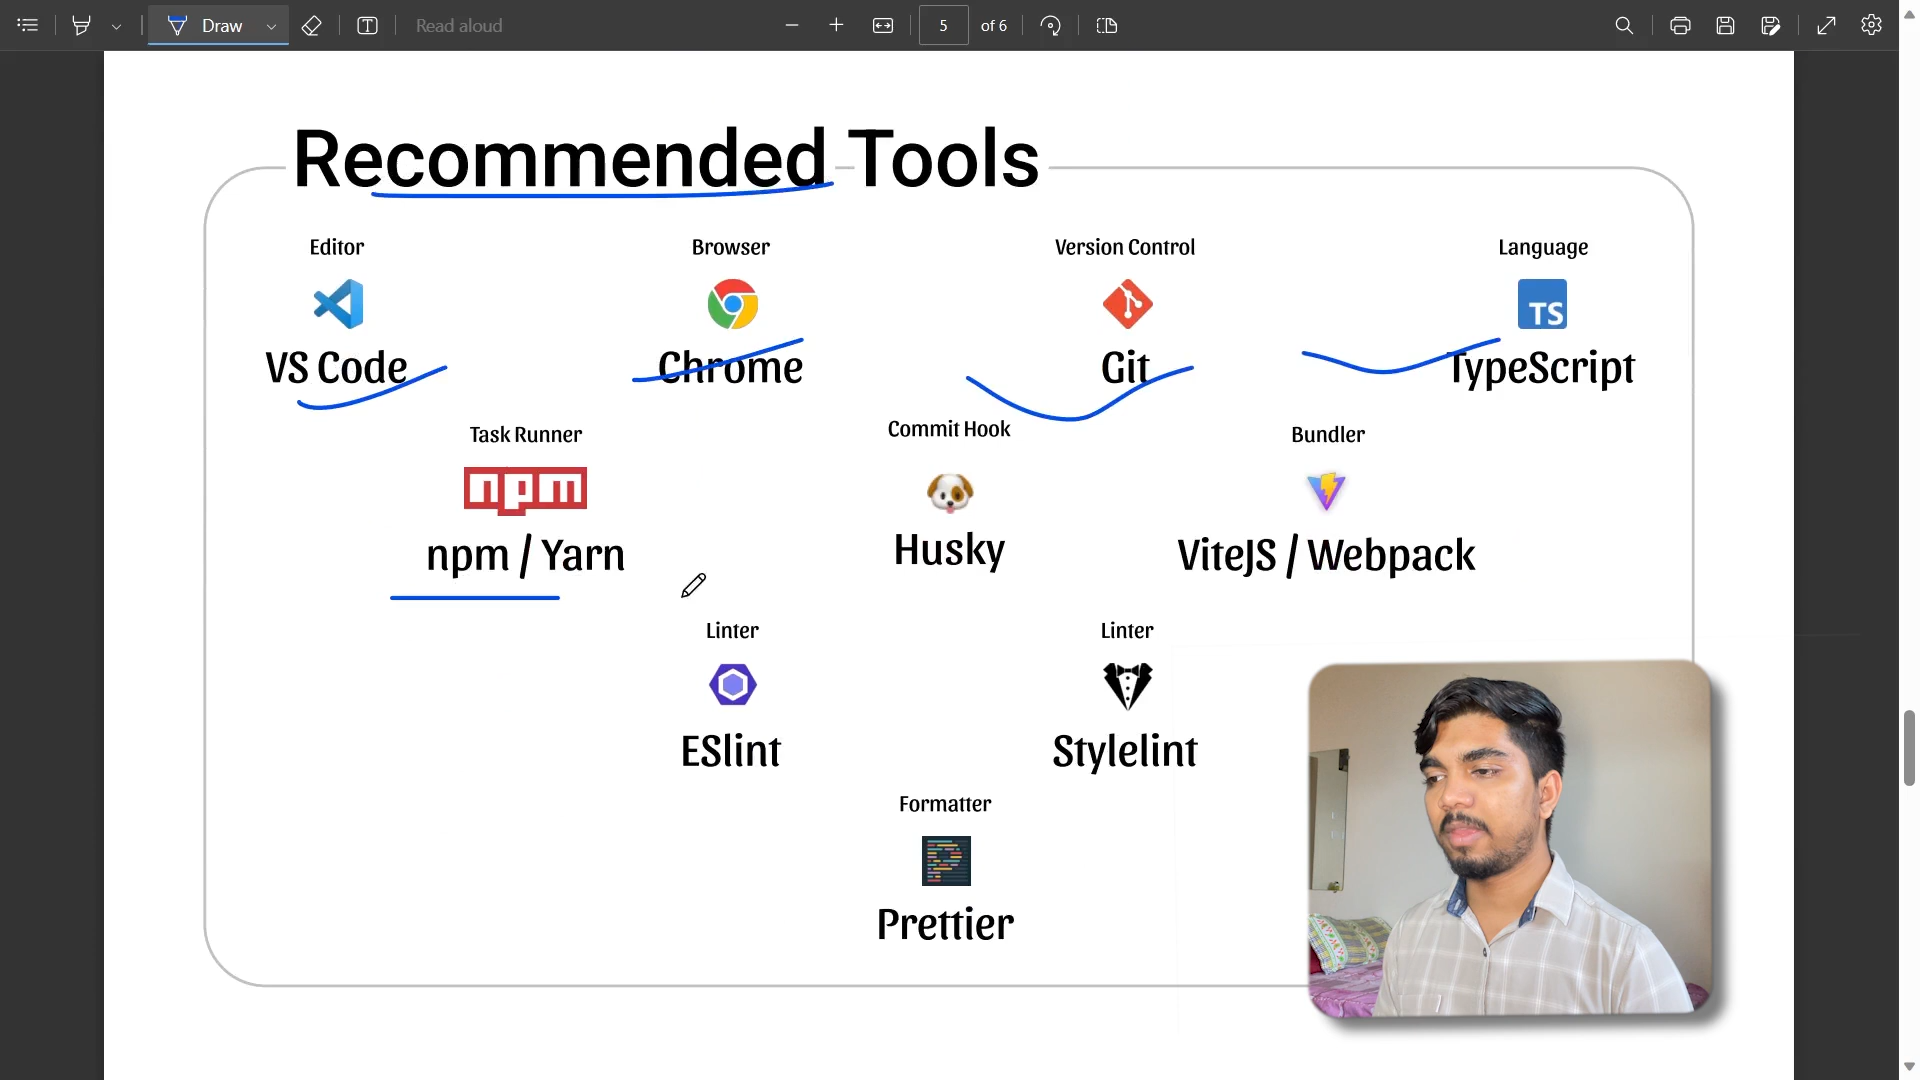 Draw
Read aloud
5 of 6
Recommended Tools
Editor
Browser
Version Control
Language
TS
VS Code
Chrome
Git
TypeScript
Task Runner
Commit Hook
Bundler
npm
npm / Yarn
Husky
ViteJS / Webpack
Linter
Linter
ESlint
Stylelint
Formatter
Prettier